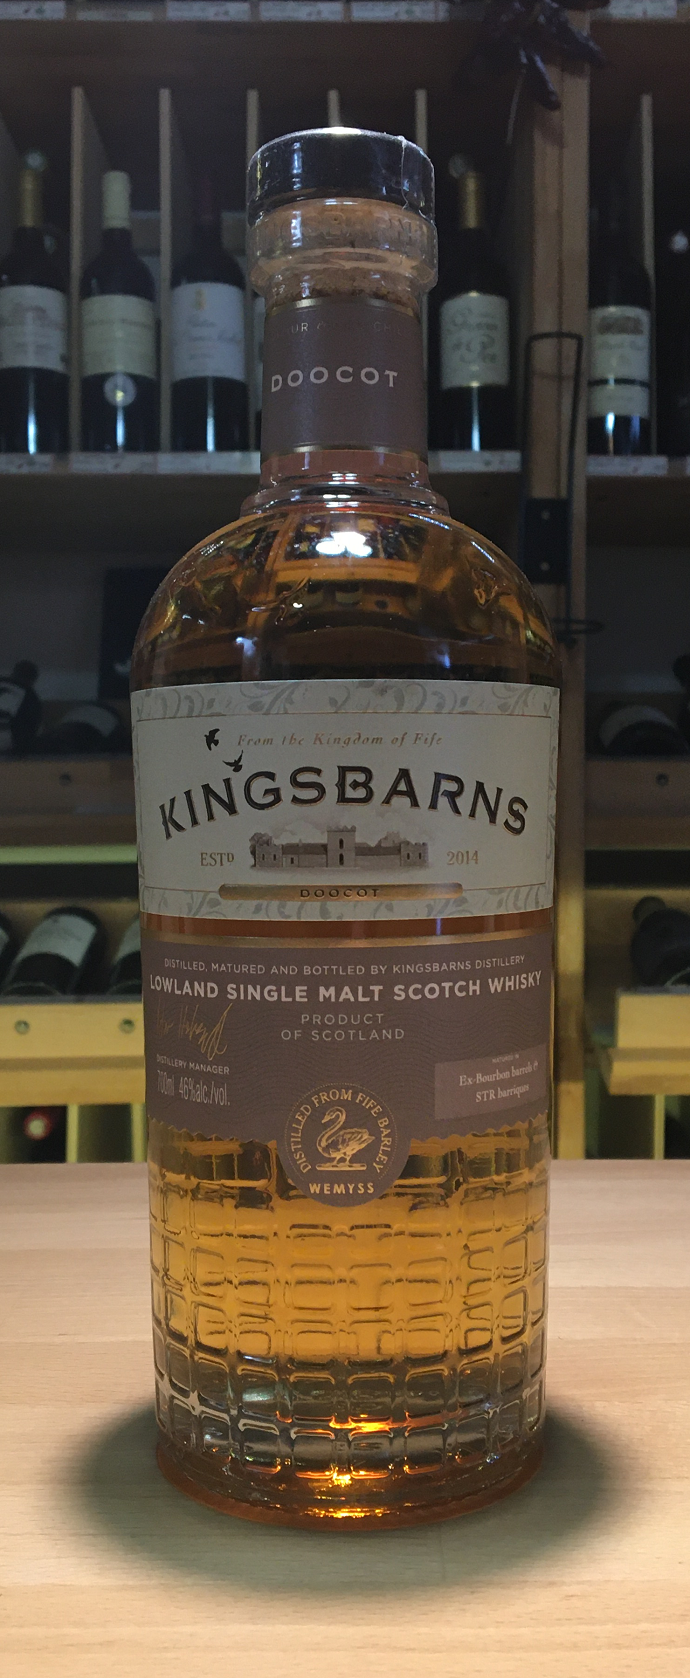 DOOCOT
From the Kingdom of Fife
KINGSBARNS
ESTD 2014
DOOCOT
DISTILLED, MATURED AND BOTTLED BY KINGSBARNS DISTILLERY
LOWLAND SINGLE MALT SCOTCH WHISKY
PRODUCT
OF SCOTLAND
DISTILLERY MANAGER
700ml 46%alc./vol.
MATURED IN
Ex-Bourbon barrels &
STR barriques
DISTILLED FROM FIFE BARLEY
WEMYSS